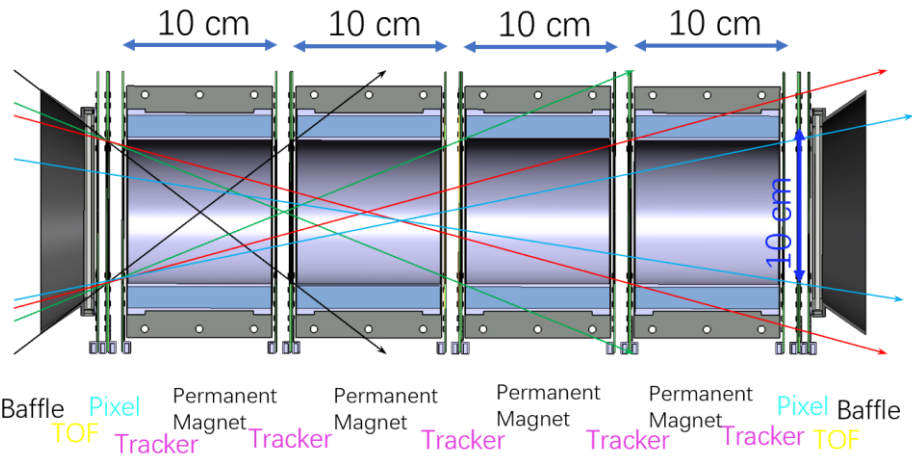 10 cm
10 cm
10 cm
10 cm
10 cm
Baffle
TOF
Pixel
Tracker
Permanent
Magnet
Tracker
Permanent
Magnet
Tracker
Permanent
Magnet
Tracker
Permanent
Magnet
Tracker
Pixel
TOF
Baffle